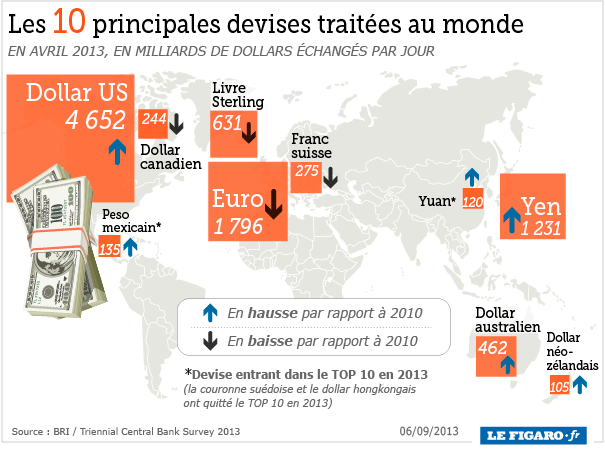 Les 10 principales devises traitées au monde
EN AVRIL 2013, EN MILLIARDS DE DOLLARS ÉCHANGÉS PAR JOUR
Dollar US
4 652
244
Dollar
canadien
Livre
Sterling
631
Franc
suisse
275
Euro
1 796
Peso
mexicain*
135
Yuan*
120
Yen
1 231
En hausse par rapport à 2010
En baisse par rapport à 2010
*Devise entrant dans le TOP 10 en 2013
(la couronne suédoise et le dollar hongkongais
ont quitté le TOP 10 en 2013)
Dollar
australien
462
Dollar
néo-
zélandais
105
Source : BRI / Triennial Central Bank Survey 2013
06/09/2013
LE FIGARO·fr